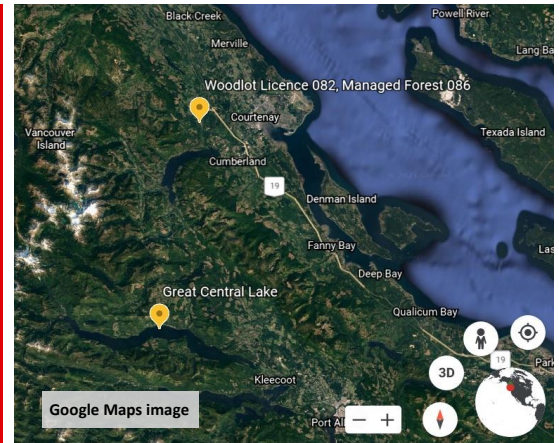 Black Creek
Powell River
Merville
Lang Ba
Woodlot Licence 082, Managed Forest 086
Courtenay
Vancouver
Island
Texada Island
Cumberland
19
Denman Island
Fanny Bay
Las
Deep Bay
Great Central Lake
Qualicum Bay
19
Park
3D
Kleecoot
Google Maps image
Port Al